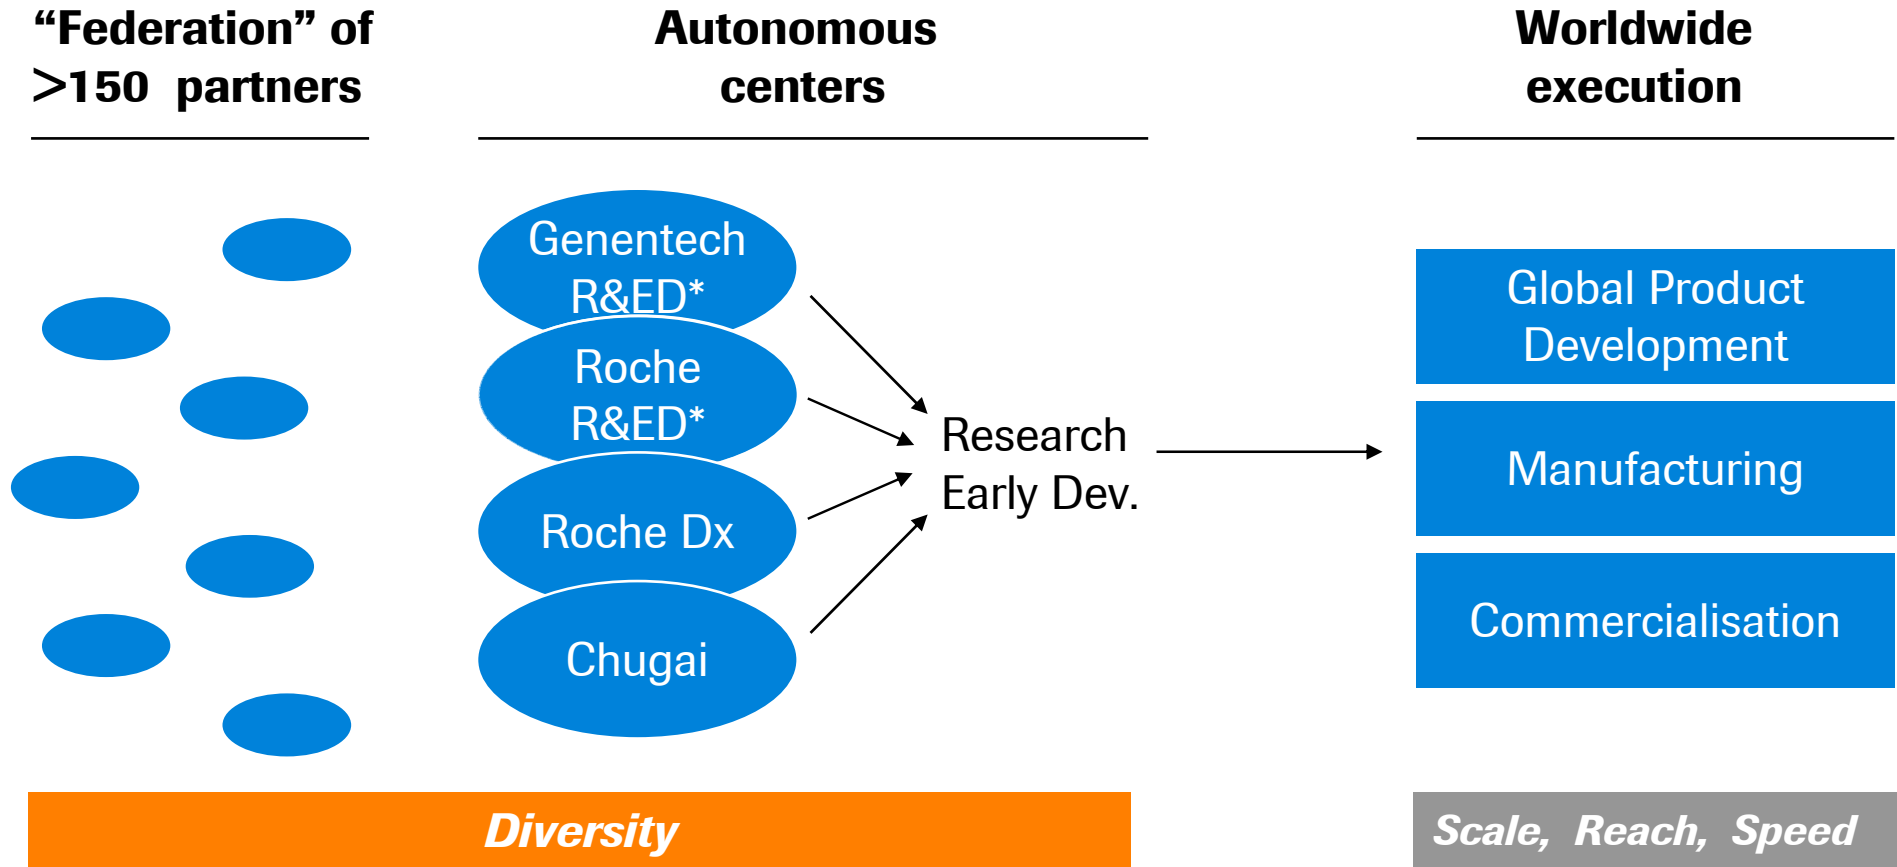 “Federation” of
>150 partners
Autonomous
centers
Worldwide
execution
Genentech
R&ED*
Roche
R&ED*
Roche Dx
Chugai
Research
Early Dev.
Global Product
Development
Manufacturing
Commercialisation
Diversity
Scale, Reach, Speed